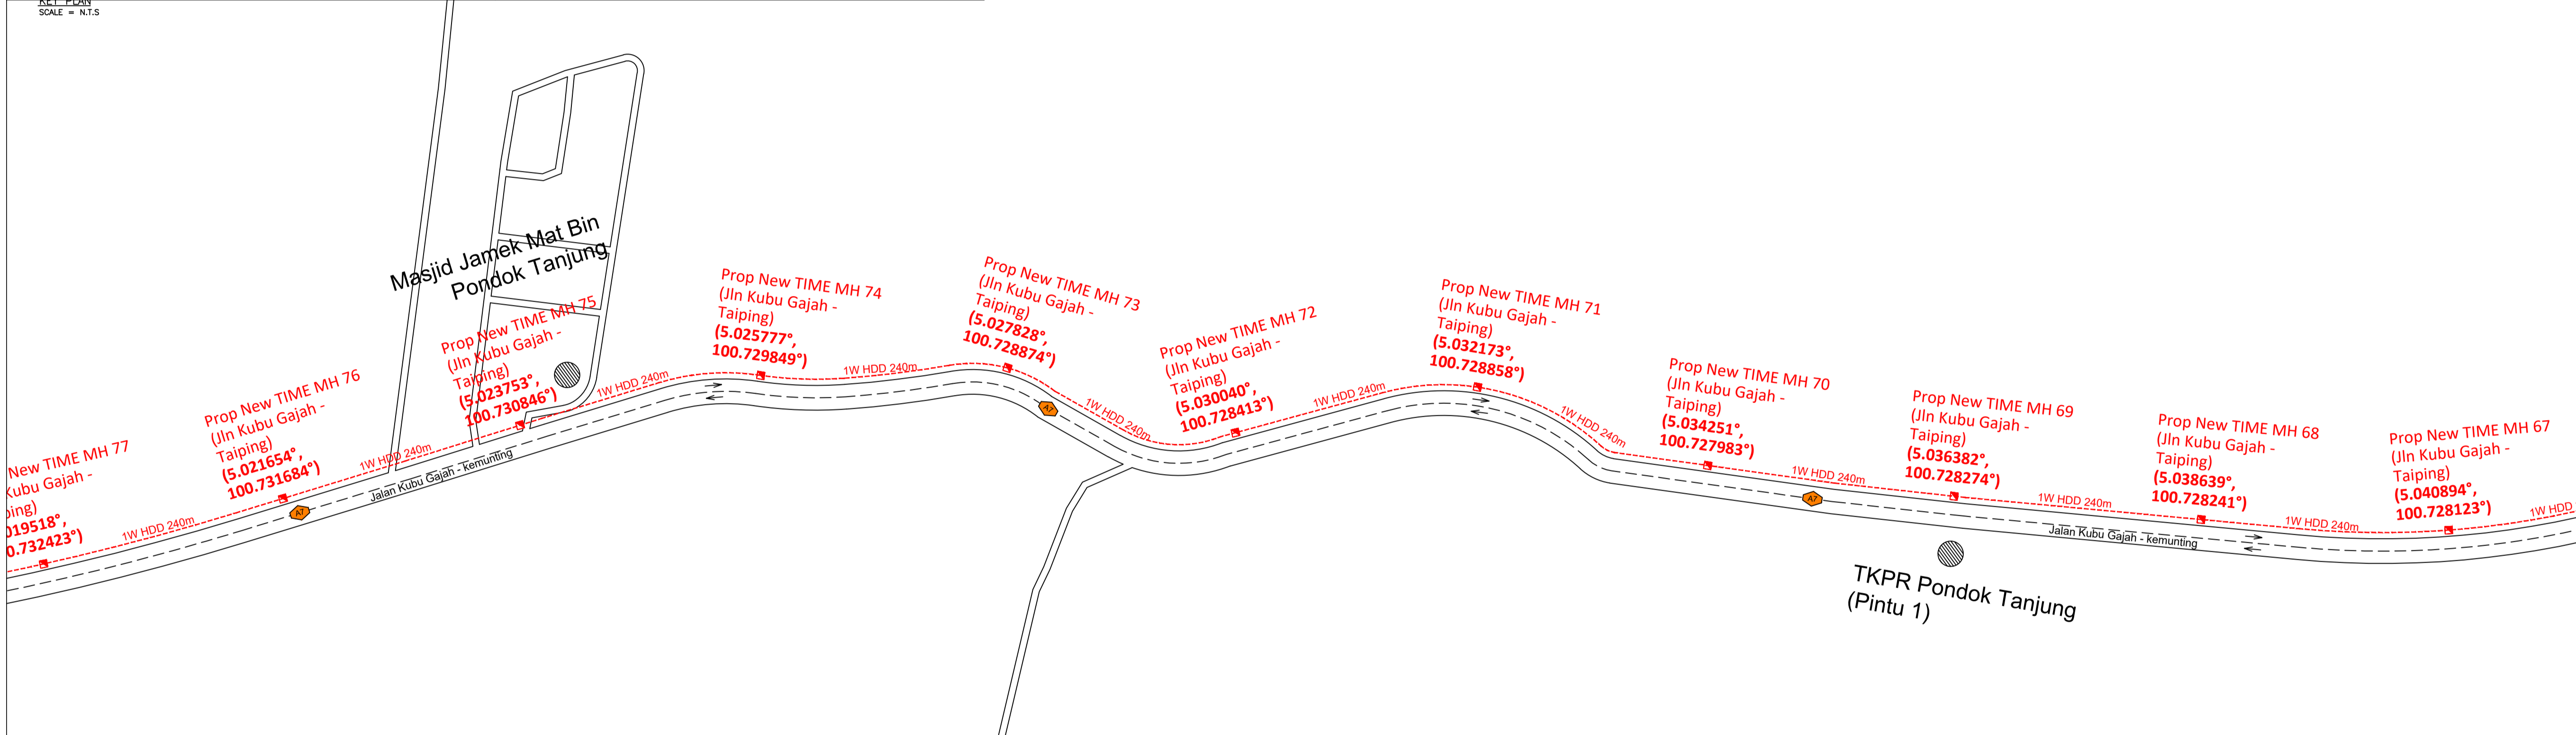 KEY PLAN
SCALE = N.T.S
Masjid Jamek Mat Bin
Pondok Tanjung
New TIME MH 77
Kubu Gajah -
019518°,
0.732423°)
1W HDD 240m
Prop New TIME MH 76
(Jln Kubu Gajah -
Taiping)
(5.021654°,
100.731684°)
A7
1W HDD 240m
Jalan Kubu Gajah - kemunting
Prop New TIME MH 75
(Jln Kubu Gajah -
Taiping)
(5.023753°,
100.730846°)
1W HDD 240m
Prop New TIME MH 74
(Jln Kubu Gajah -
Taiping)
(5.025777°,
100.729849°)
1W HDD 240m
Prop New TIME MH 73
(Jln Kubu Gajah -
Taiping)
(5.027828°,
100.728874°)
A7
1W HDD 240m
Prop New TIME MH 72
(Jln Kubu Gajah -
Taiping)
(5.030040°,
100.728413°)
1W HDD 240m
Prop New TIME MH 71
(Jln Kubu Gajah -
Taiping)
(5.032173°,
100.728858°)
1W HDD 240m
Prop New TIME MH 70
(Jln Kubu Gajah -
Taiping)
(5.034251°,
100.727983°)
1W HDD 240m
A7
Prop New TIME MH 69
(Jln Kubu Gajah -
Taiping)
(5.036382°,
100.728274°)
1W HDD 240m
Jalan Kubu Gajah - kemunting
TKPR Pondok Tanjung
(Pintu 1)
Prop New TIME MH 68
(Jln Kubu Gajah -
Taiping)
(5.038639°,
100.728241°)
1W HDD 240m
Prop New TIME MH 67
(Jln Kubu Gajah -
Taiping)
(5.040894°,
100.728123°)
1W HDD